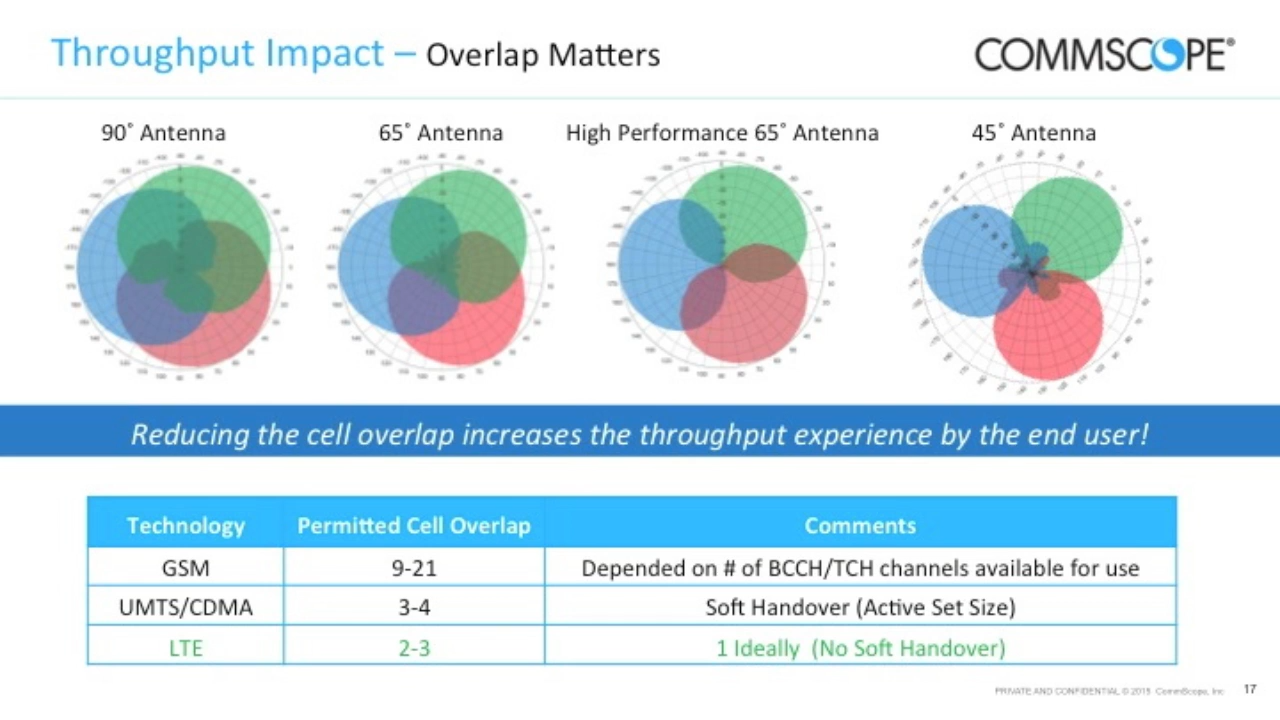 Throughput Impact – Overlap Matters
COMMSCOPE®
90° Antenna
65° Antenna
High Performance 65° Antenna
45° Antenna
Reducing the cell overlap increases the throughput experience by the end user!
Technology
Permitted Cell Overlap
Comments
GSM
9-21
Depended on # of BCCH/TCH channels available for use
UMTS/CDMA
3-4
Soft Handover (Active Set Size)
LTE
2-3
1 Ideally (No Soft Handover)
PRIVATE AND CONFIDENTIAL © CommScope, Inc
17